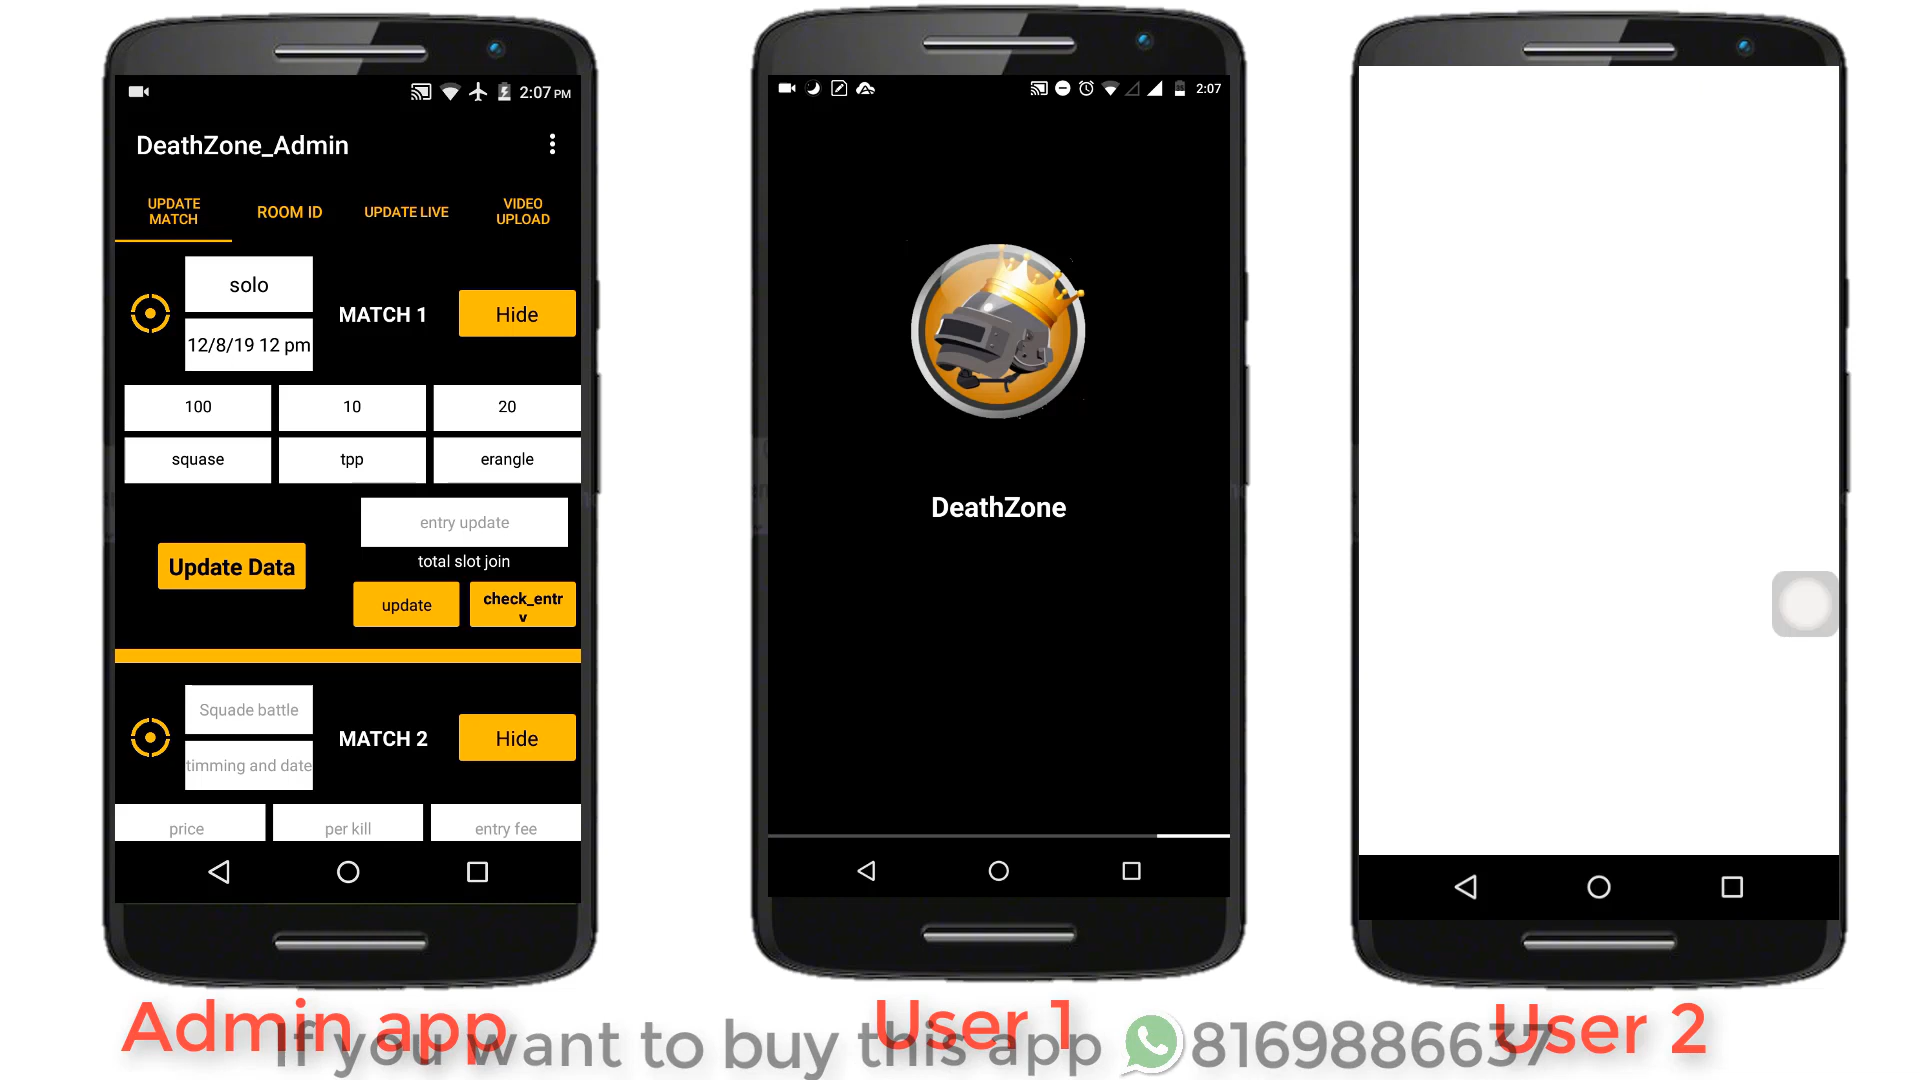 2:07 PM
DeathZone_Admin
UPDATE MATCH
ROOM ID
UPDATE LIVE
VIDEO UPLOAD
solo
12/8/19 12 pm
MATCH 1
Hide
100
10
20
squase
tpp
erangle
entry update
total slot join
Update Data
update
check_entr
y
Squade battle
timming and date
MATCH 2
Hide
price
per kill
entry fee
2:07
DeathZone
Admin app
User 1
User 2
If you want to buy this app 8169886637